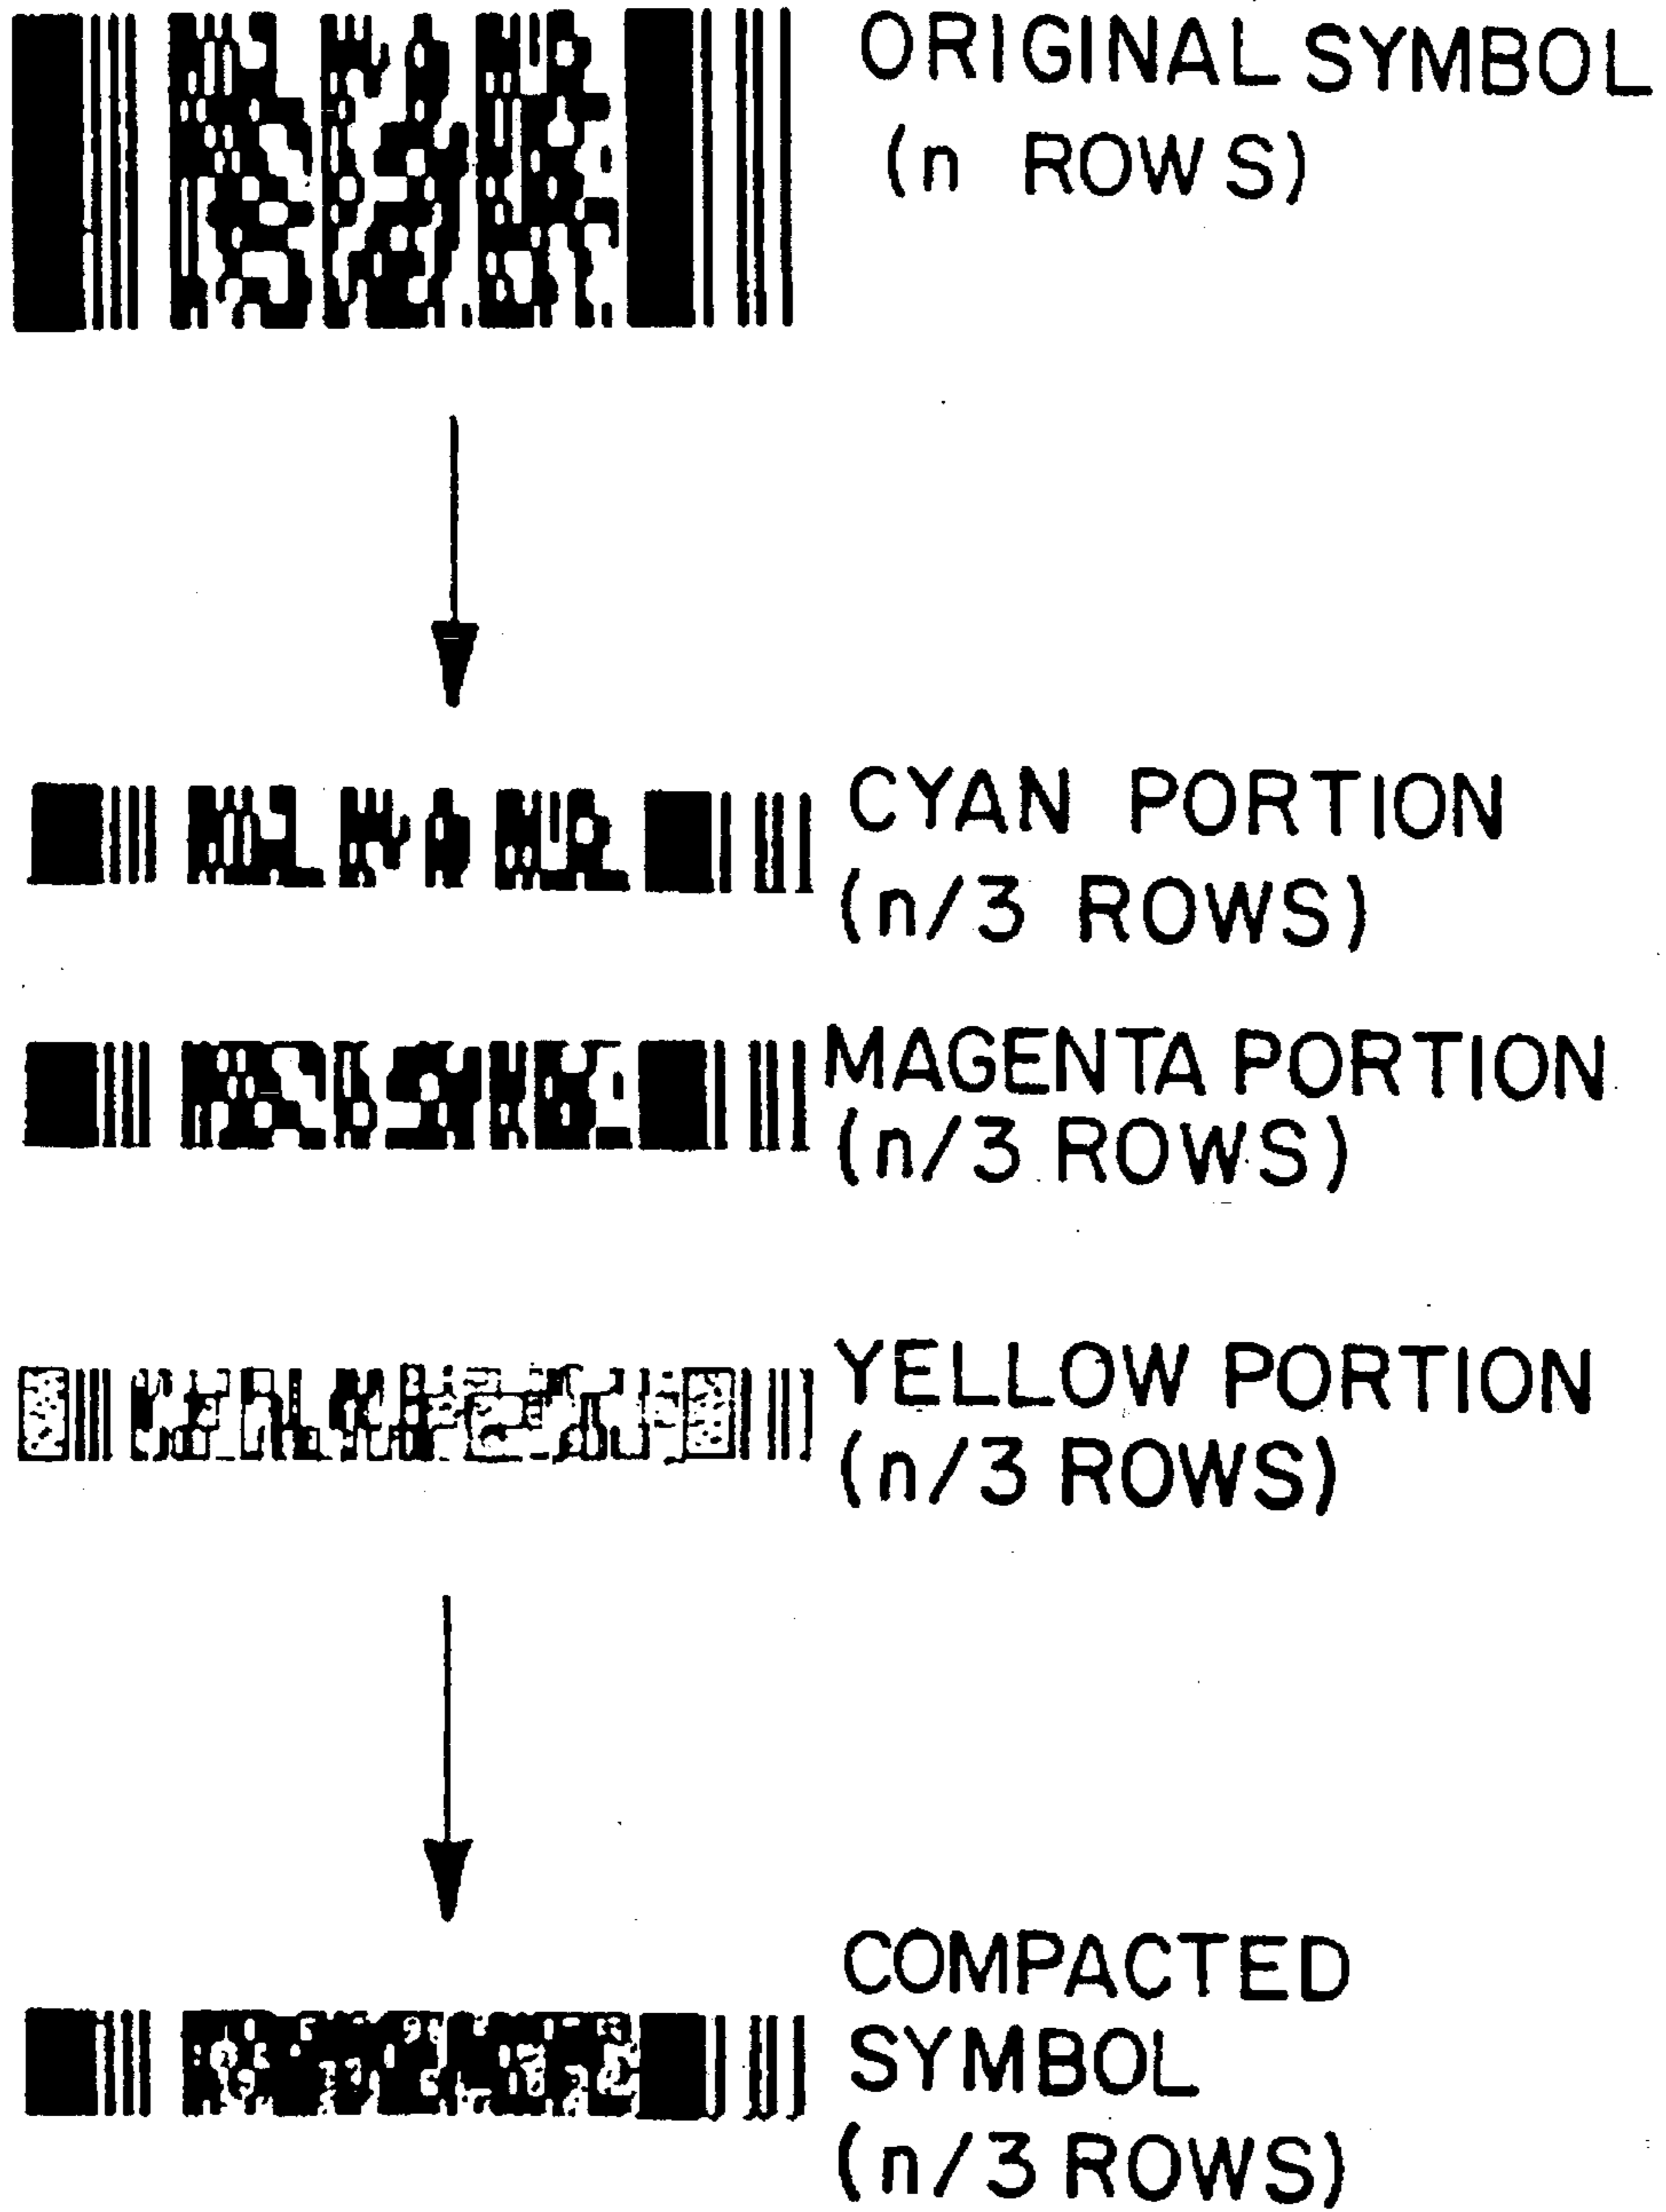 ORIGINAL SYMBOL
(n ROWS)
CYAN PORTION
(n/3 ROWS)
MAGENTA PORTION
(n/3 ROWS)
YELLOW PORTION
(n/3 ROWS)
COMPACTED
SYMBOL
(n/3 ROWS)